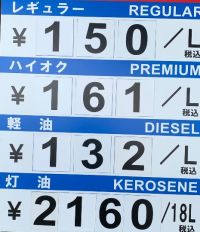 レギュラー REGULAR
¥ 150/L
税込
ハイオク PREMIUM
¥ 161/L
税込
軽油 DIESEL
¥ 132/L
税込
灯油 KEROSENE
¥ 2160/18L
税込